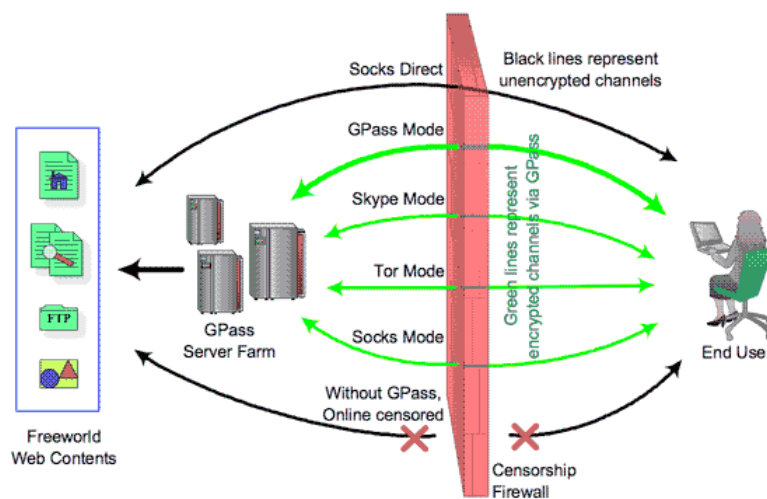 Socks Direct
Black lines represent
unencrypted channels
GPass Mode
Skype Mode
Green lines represent
encrypted channels via GPass
Tor Mode
FTP
GPass
Server Farm
Socks Mode
End Use
Without GPass,
Online censored
Freeworld
Web Contents
Censorship
Firewall